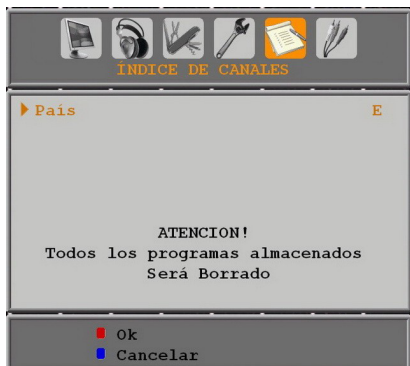 ÍNDICE DE CANALES
País E
ATENCION!
Todos los programas almacenados
Será Borrado
Ok
Cancelar